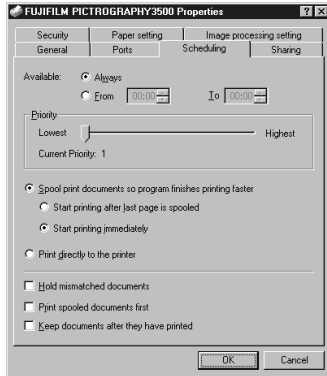 FUJIFILM PICTROGRAPHY3500 Properties
Security Paper setting Image processing setting
General Ports Scheduling Sharing
Available: Always
From 00:00 To 00:00
Priority
Lowest Highest
Current Priority: 1
Spool print documents so program finishes printing faster
Start printing after last page is spooled
Start printing immediately
Print directly to the printer
Hold mismatched documents
Print spooled documents first
Keep documents after they have printed
OK Cancel